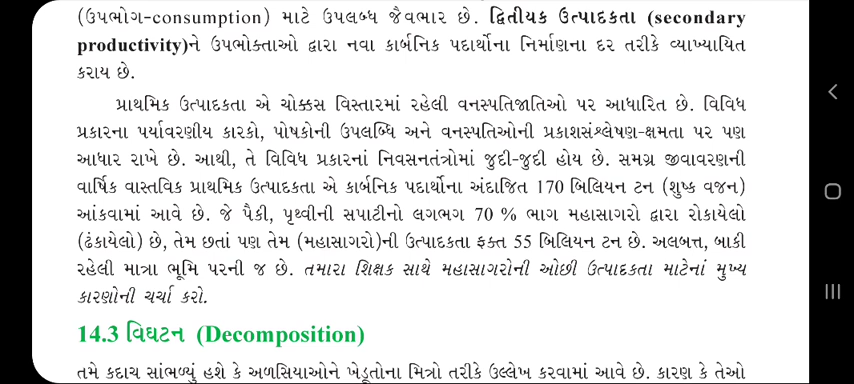 (ઉપભોગ-consumption) માટે ઉપલબ્ધ જૈવભાર છે. દ્વિતીયક ઉત્પાદકતા (secondary
productivity)ને ઉપભોક્તાઓ દ્વારા નવા કાર્બનિક પદાર્થોના નિર્માણના દર તરીકે વ્યાખ્યાયિત
કરાય છે.
પ્રાથમિક ઉત્પાદકતા એ ચોક્કસ વિસ્તારમાં રહેલી વનસ્પતિજાતિઓ પર આધારિત છે. વિવિધ
પ્રકારના પર્યાવરણીય કારકો, પોષકોની ઉપલબ્ધિ અને વનસ્પતિઓની પ્રકાશસંશ્લેષણ-ક્ષમતા પર પણ
આધાર રાખે છે. આથી, તે વિવિધ પ્રકારનાં નિવસનતંત્રોમાં જુદી-જુદી હોય છે. સમગ્ર જીવાવરણની
વાર્ષિક વાસ્તવિક પ્રાથમિક ઉત્પાદકતા એ કાર્બનિક પદાર્થોના અંદાજિત 170 બિલિયન ટન (શુષ્ક વજન)
આંકવામાં આવે છે. જે પૈકી, પૃથ્વીની સપાટીનો લગભગ 70 % ભાગ મહાસાગરો દ્વારા રોકાયેલો
(ઢંકાયેલો) છે, તેમ છતાં પણ તેમ (મહાસાગરો)ની ઉત્પાદકતા ફક્ત 55 બિલિયન ટન છે. અલબત્ત, બાકી
રહેલી માત્રા ભૂમિ પરની જ છે. તમારા શિક્ષક સાથે મહાસાગરોની ઓછી ઉત્પાદકતા માટેનાં મુખ્ય
કારણોની ચર્ચા કરો.
14.3 વિઘટન (Decomposition)
તમે કદાચ સાંભળ્યું હશે કે અળસિયાઓને ખેડૂતોના મિત્રો તરીકે ઉલ્લેખ કરવામાં આવે છે. કારણ કે તેઓ